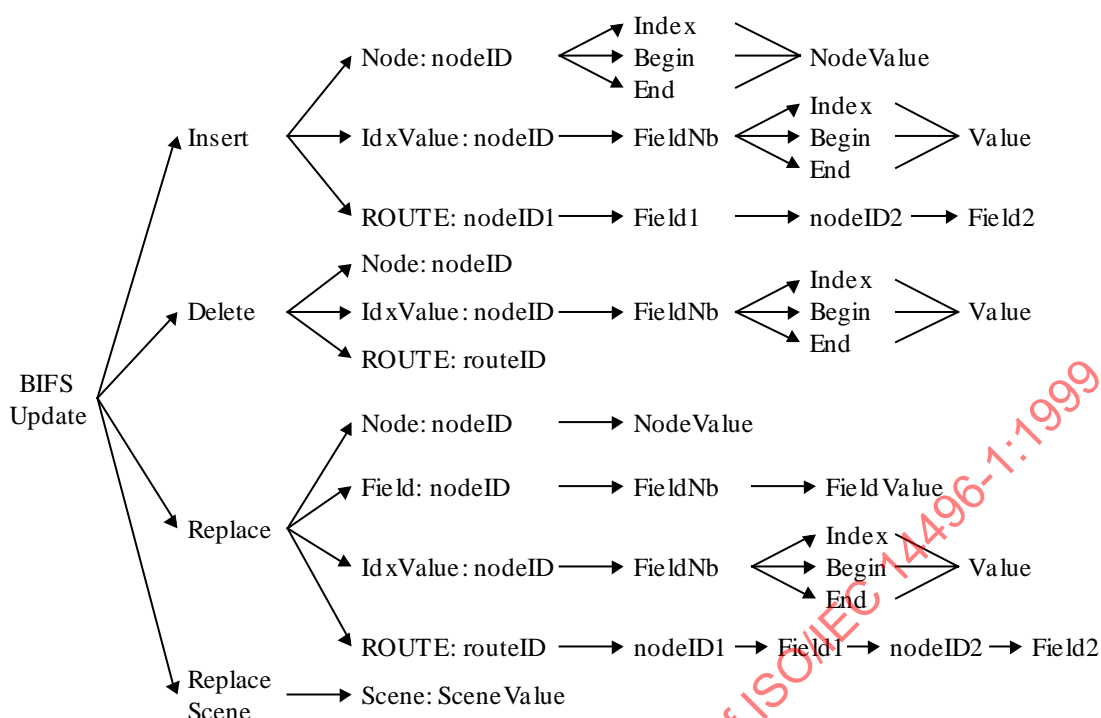 Index
Node: nodeID Begin NodeValue
End
Index
Insert IdxValue: nodeID FieldNb Begin Value
End
ROUTE: nodeID1 Field1 nodeID2 Field2
Node: nodeID
Index
Delete IdxValue: nodeID FieldNb Begin Value
End
ROUTE: routeID
BIFS
Update
Node: nodeID NodeValue
Field: nodeID FieldNb FieldValue
Replace
Index
IdxValue: nodeID FieldNb Begin Value
End
ROUTE: routeID nodeID1 Field1 nodeID2 Field2
Replace
Scene
Scene: SceneValue
f ISO/IEC 14496-1:1999